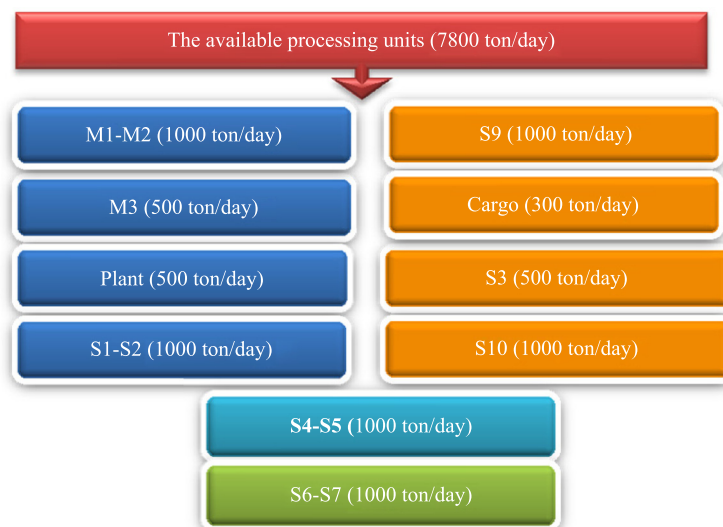 The available processing units (7800 ton/day)
M1-M2 (1000 ton/day)
S9 (1000 ton/day)
M3 (500 ton/day)
Cargo (300 ton/day)
Plant (500 ton/day)
S3 (500 ton/day)
S1-S2 (1000 ton/day)
S10 (1000 ton/day)
S4-S5 (1000 ton/day)
S6-S7 (1000 ton/day)